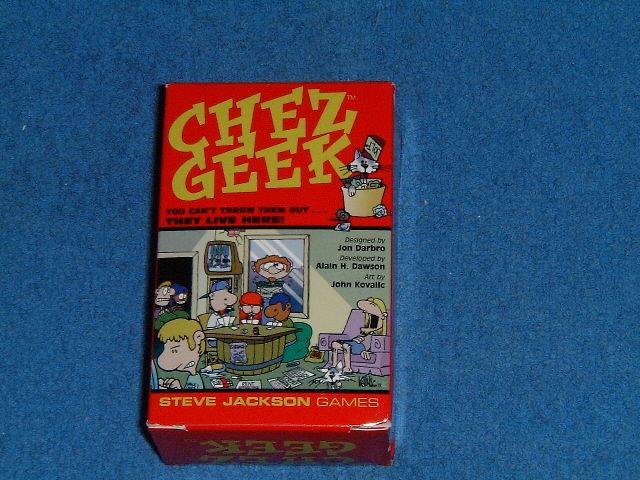 CHEZ™
GEEK
YOU CAN'T THROW THEM OUT . . .
THEY LIVE HERE!
Designed by
Jon Darbro
Developed by
Alain H. Dawson
Art by
John Kovalic
STEVE JACKSON GAMES
CHEZ
GEEK